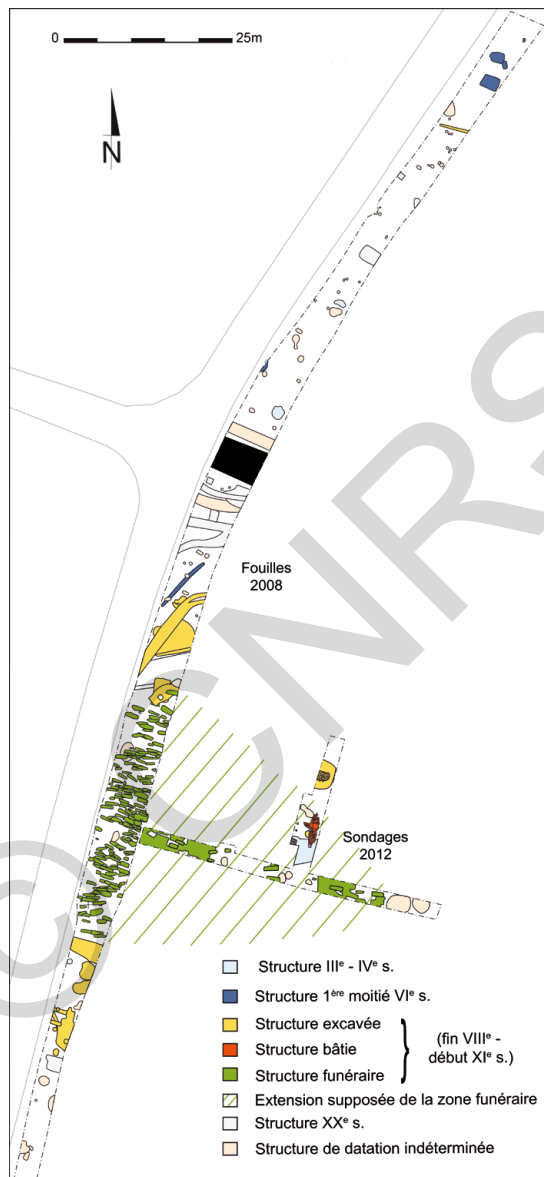 0 25m
N
Fouilles
2008
Sondages
2012
Structure IIIᵉ - IVᵉ s.
Structure 1ère moitié VIᵉ s.
Structure excavée
Structure bâtie
Structure funéraire
(fin VIIIᵉ -
début XIᵉ s.)
Extension supposée de la zone funéraire
Structure XXᵉ s.
Structure de datation indéterminée
© CNRS